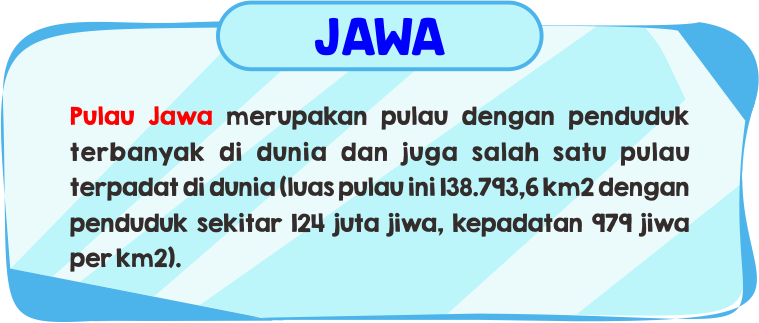 JAWA
Pulau Jawa merupakan pulau dengan penduduk
terbanyak di dunia dan juga salah satu pulau
terpadat di dunia (luas pulau ini 138.793,6 km2 dengan
penduduk sekitar 124 juta jiwa, kepadatan 979 jiwa
per km2).